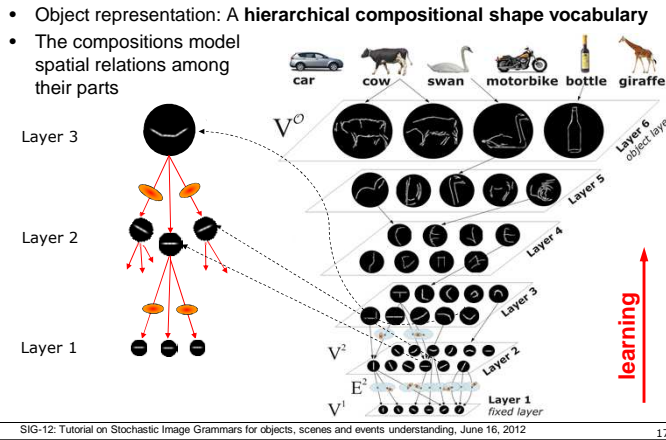 • Object representation: A hierarchical compositional shape vocabulary
• The compositions model
spatial relations among
their parts
car cow swan motorbike bottle giraffe
V^O
Layer 6
object layer
Layer 5
Layer 4
Layer 3
V²
Layer 2
E²
V¹
Layer 1
fixed layer
Layer 3
Layer 2
Layer 1
learning
SIG-12: Tutorial on Stochastic Image Grammars for objects, scenes and events understanding, June 16, 2012
17